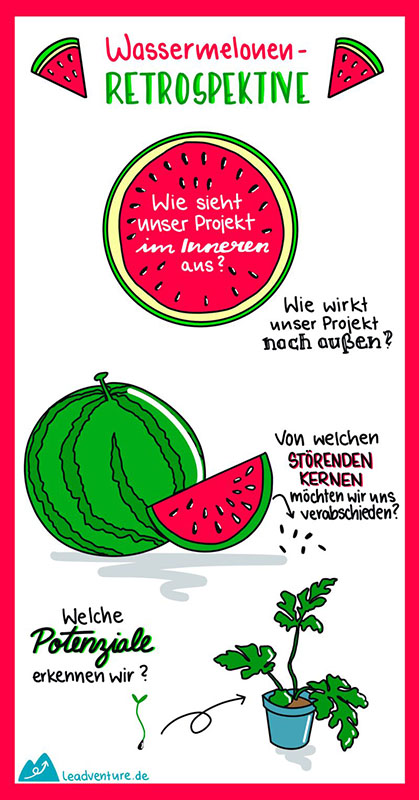 Wassermelonen-
RETROSPEKTIVE
Wie sieht
unser Projekt
im Inneren
aus?
Wie wirkt
unser Projekt
nach außen?
Von welchen
STÖRENDEN
KERNEN
möchten wir uns
verabschieden?
Welche
Potenziale
erkennen wir?
leadventure.de